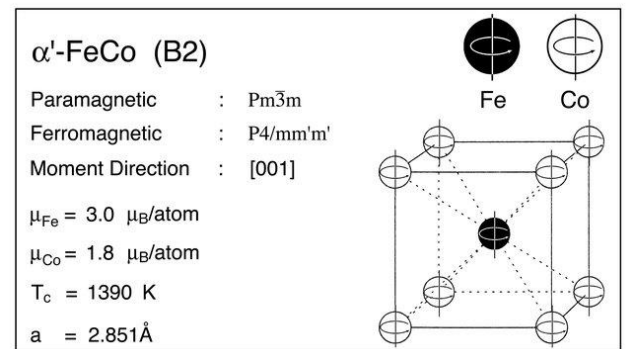 α'-FeCo (B2)
Fe Co
Paramagnetic : Pm3̅m
Ferromagnetic : P4/mm'm'
Moment Direction : [001]
μFe = 3.0 μB/atom
μCo = 1.8 μB/atom
Tc = 1390 K
a = 2.851Å